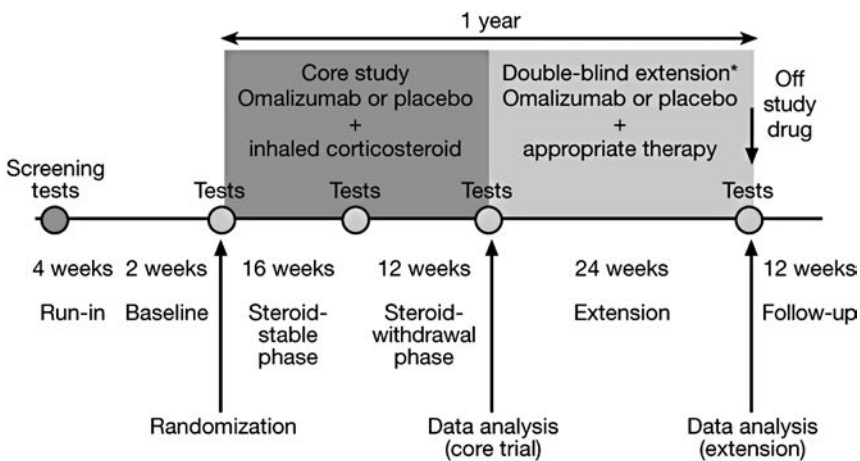 1 year
Core study
Omalizumab or placebo
+
inhaled corticosteroid
Double-blind extension*
Omalizumab or placebo
+
appropriate therapy
Off
study
drug
Screening
tests
Tests
Tests
Tests
Tests
4 weeks
2 weeks
16 weeks
12 weeks
24 weeks
12 weeks
Run-in
Baseline
Steroid-
stable
phase
Steroid-
withdrawal
phase
Extension
Follow-up
Randomization
Data analysis
(core trial)
Data analysis
(extension)